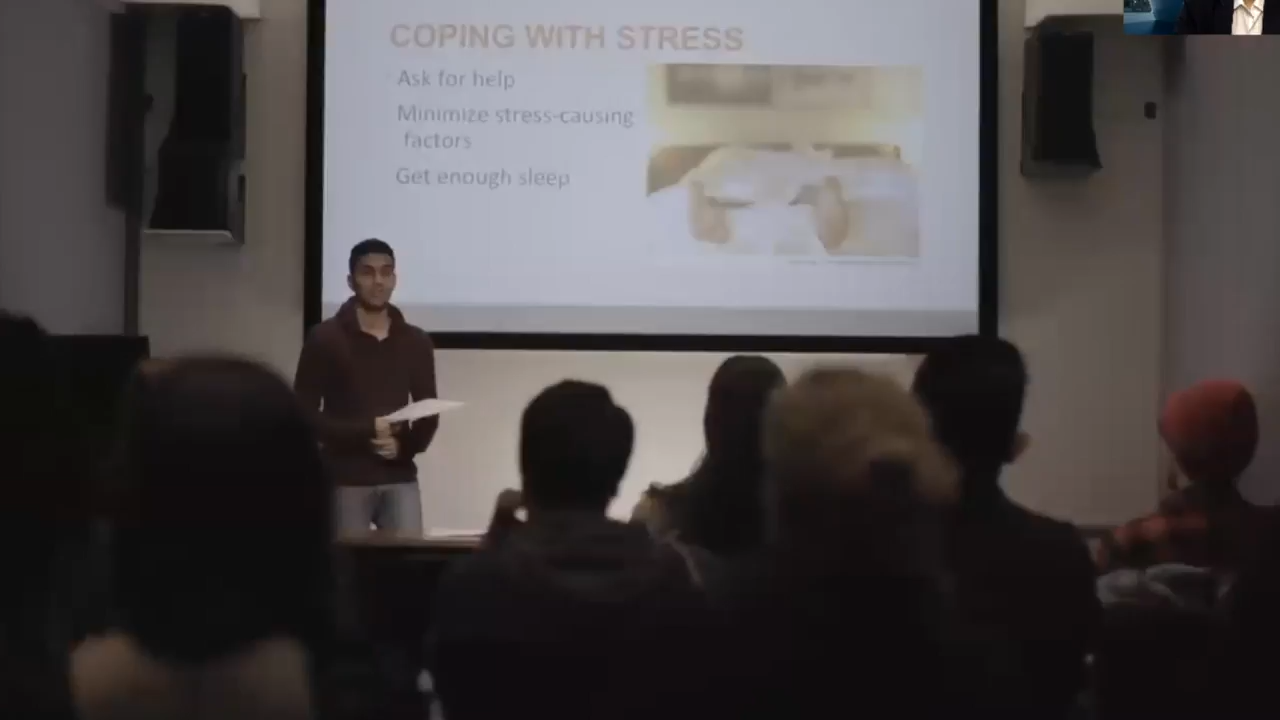 COPING WITH STRESS
Ask for help
Minimize stress-causing
factors
Get enough sleep